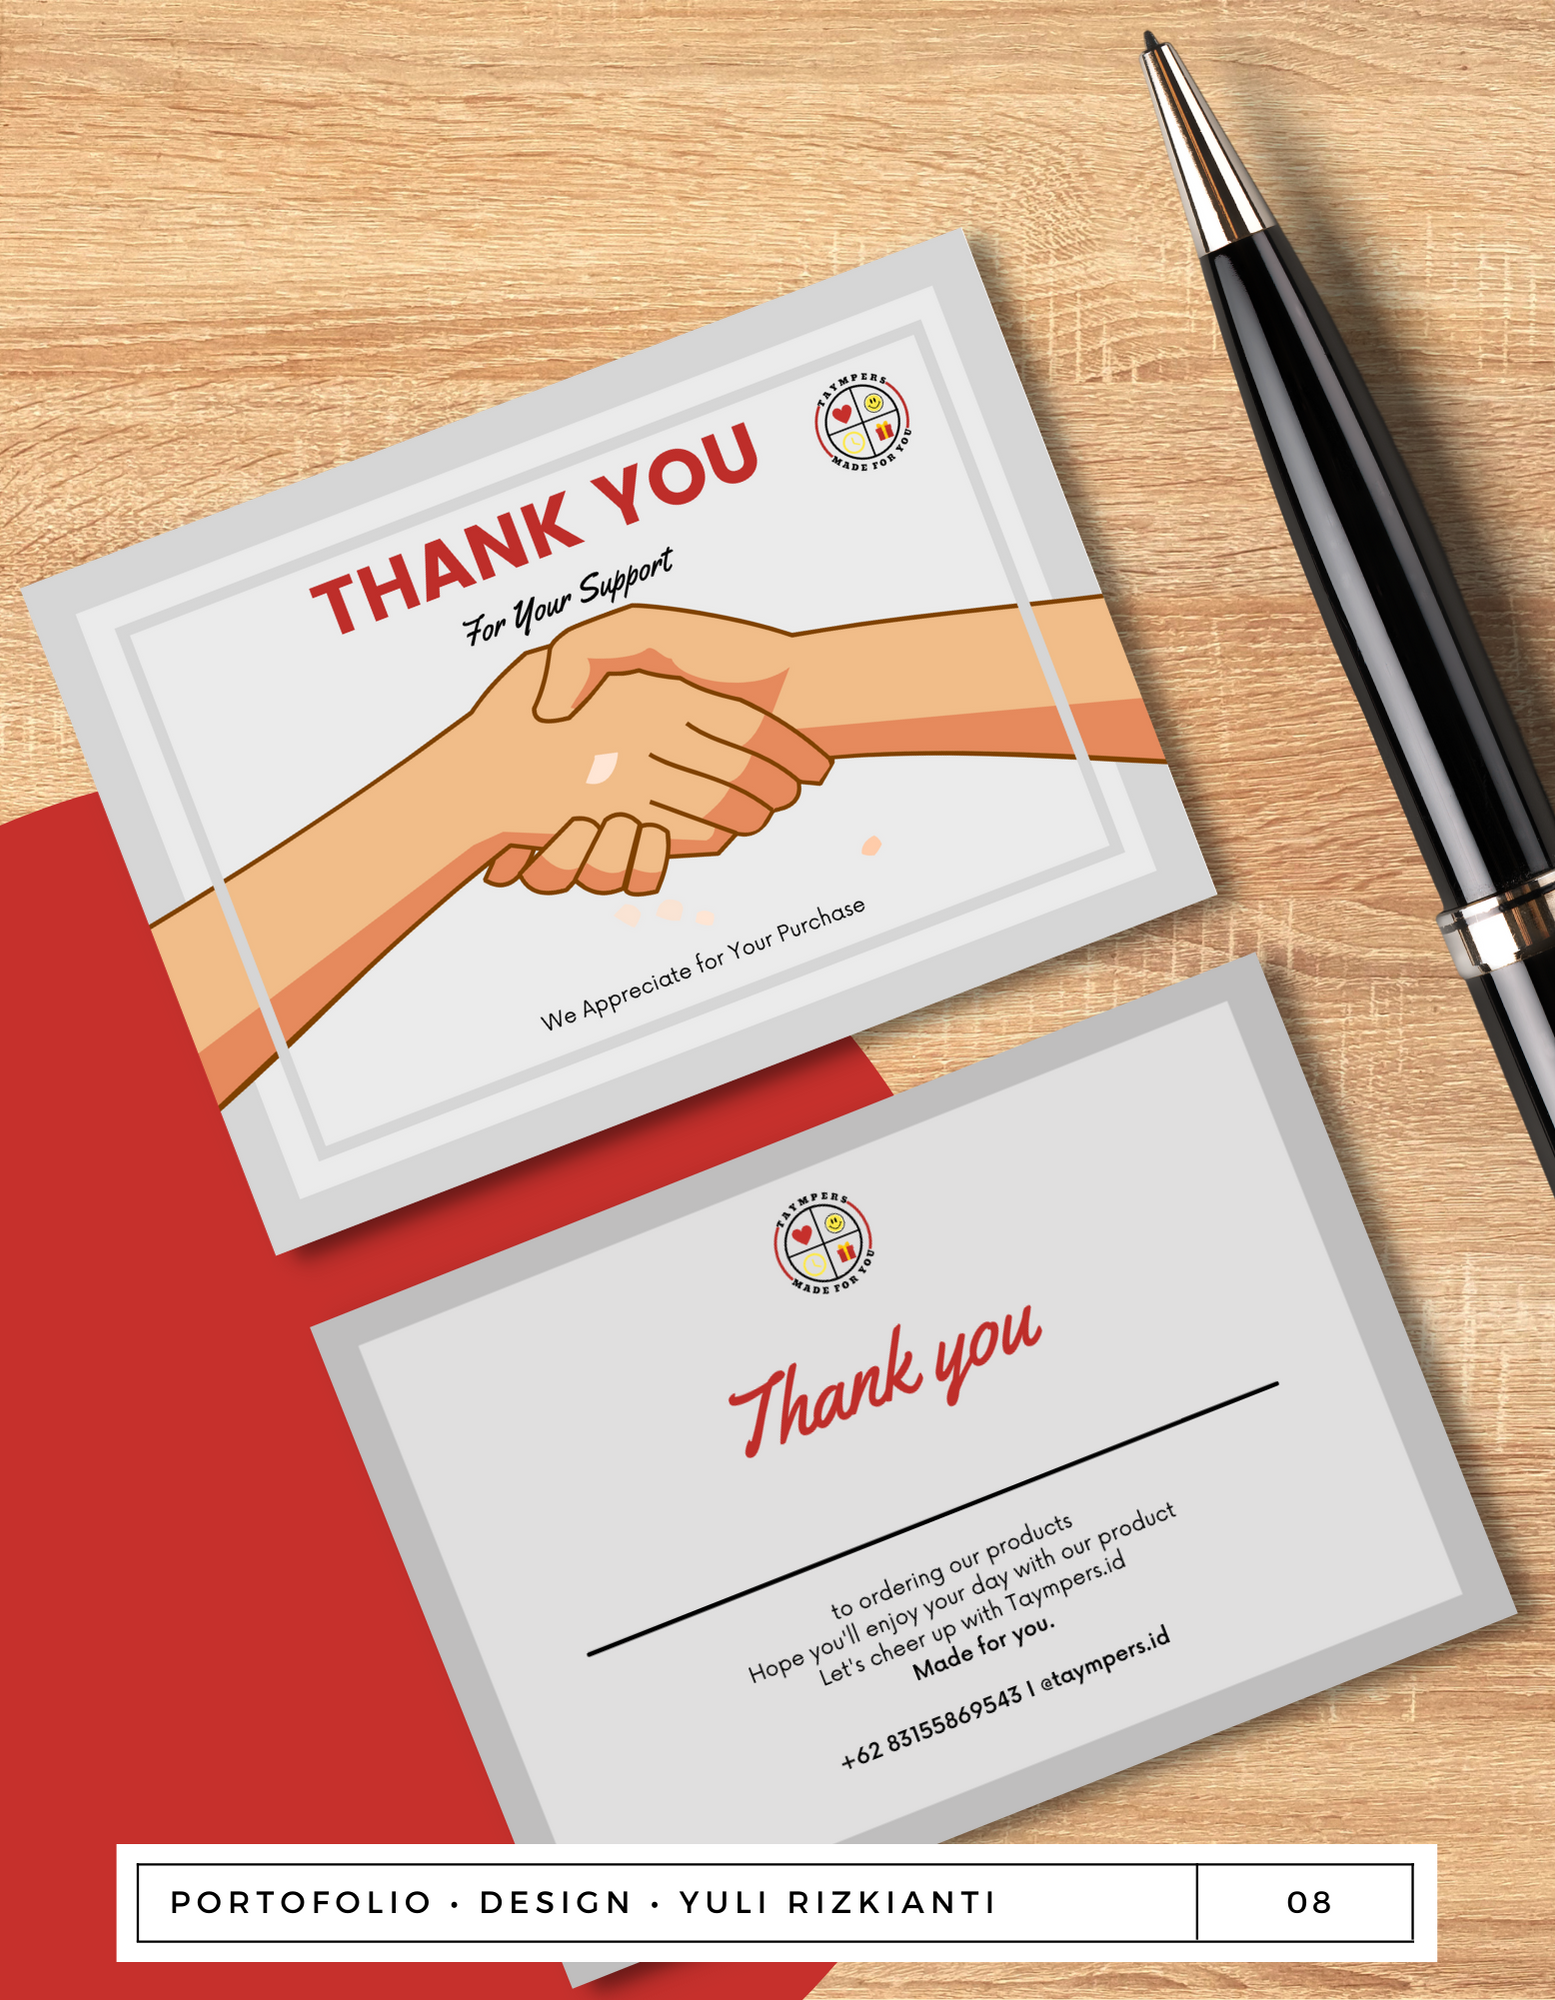 TAYMPERS
MADE FOR YOU
THANK YOU
For Your Support
We Appreciate for Your Purchase
TAYMPERS
MADE FOR YOU
Thank you
to ordering our products
Hope you'll enjoy your day with our product
Let's cheer up with Taympers.id
Made for you.
+62 83155869543 | @taympers.id
PORTOFOLIO • DESIGN • YULI RIZKIANTI
08